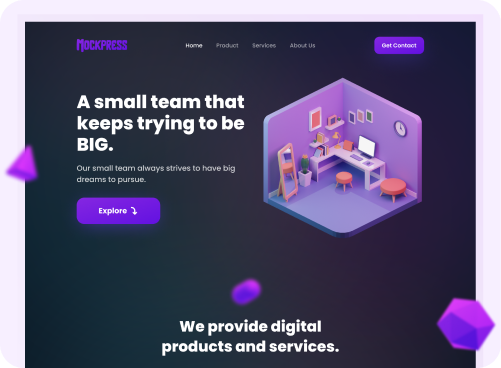 MOCKPRESS
Home Product Services About Us Get Contact
A small team that
keeps trying to be
BIG.
Our small team always strives to have big
dreams to pursue.
Explore
We provide digital
products and services.